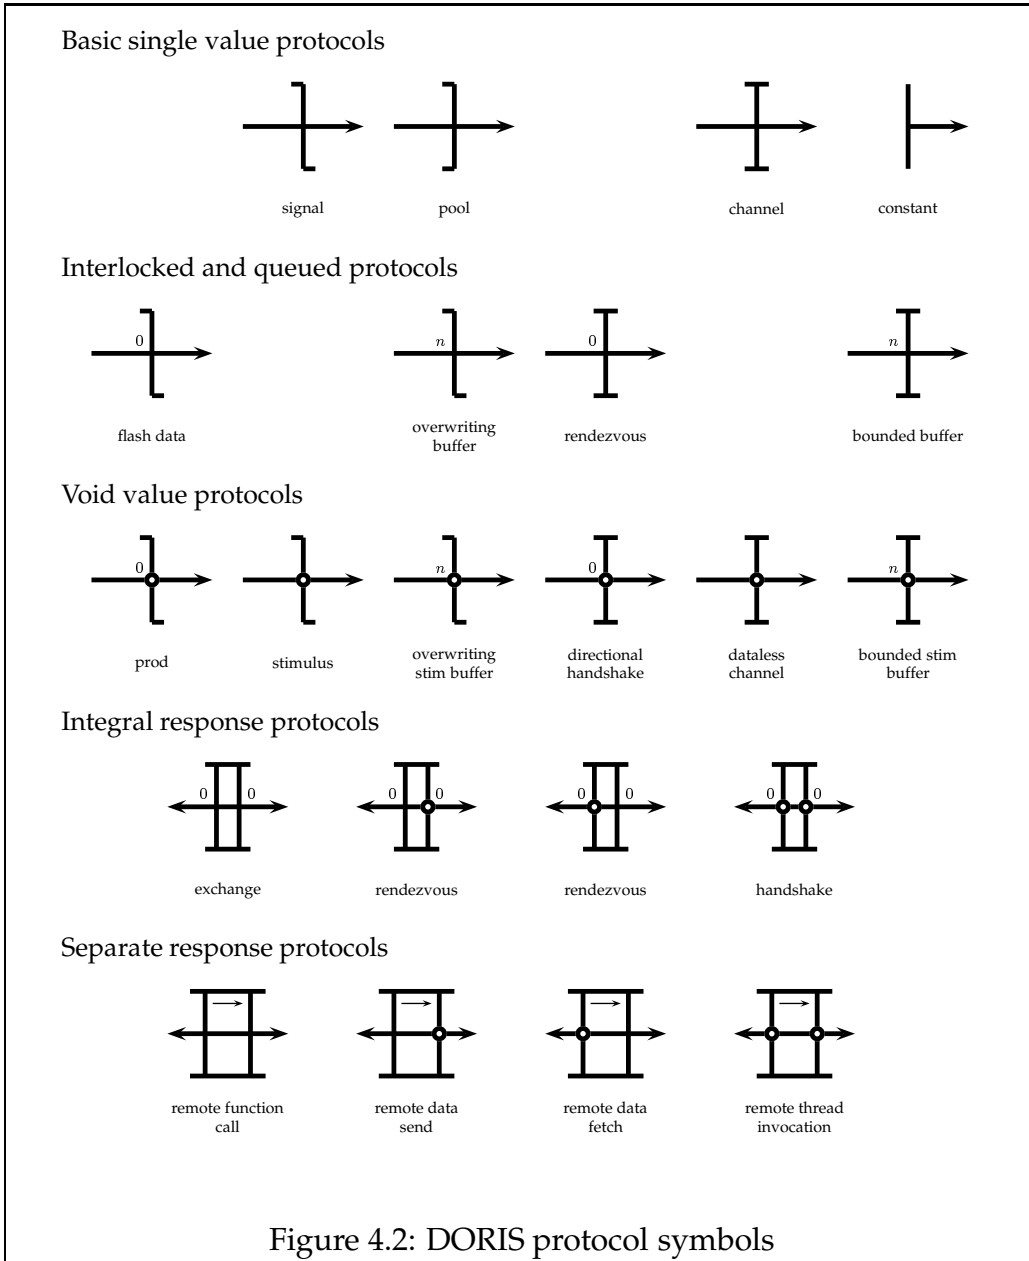 Basic single value protocols
signal pool channel constant
Interlocked and queued protocols
0 n 0 n
flash data overwriting buffer rendezvous bounded buffer
Void value protocols
0 n 0 n
prod stimulus overwriting stim buffer directional handshake dataless channel bounded stim buffer
Integral response protocols
0 0 0 0 0 0 0 0
exchange rendezvous rendezvous handshake
Separate response protocols
remote function call remote data send remote data fetch remote thread invocation
Figure 4.2: DORIS protocol symbols